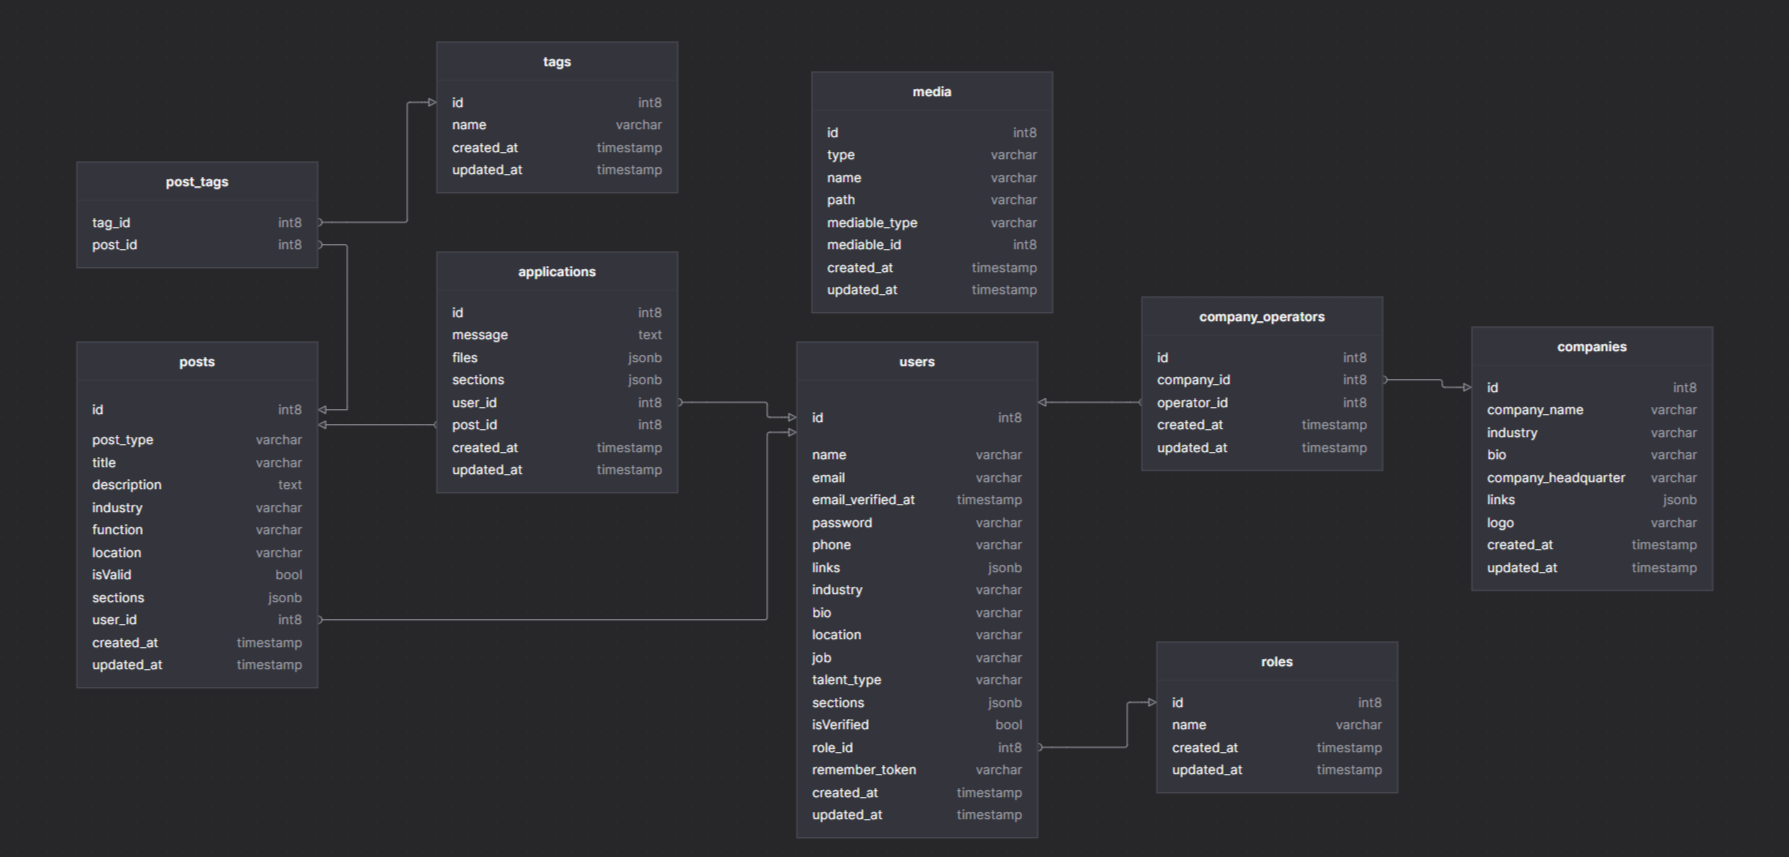 tags
id int8
name varchar
created_at timestamp
updated_at timestamp
media
id int8
type varchar
name varchar
path varchar
mediable_type varchar
mediable_id int8
created_at timestamp
updated_at timestamp
post_tags
tag_id int8
post_id int8
applications
id int8
message text
files jsonb
sections jsonb
user_id int8
post_id int8
created_at timestamp
updated_at timestamp
company_operators
id int8
company_id int8
operator_id int8
created_at timestamp
updated_at timestamp
companies
id int8
company_name varchar
industry varchar
bio varchar
company_headquarter varchar
links jsonb
logo varchar
created_at timestamp
updated_at timestamp
posts
id int8
post_type varchar
title varchar
description text
industry varchar
function varchar
location varchar
isValid bool
sections jsonb
user_id int8
created_at timestamp
updated_at timestamp
users
id int8
name varchar
email varchar
email_verified_at timestamp
password varchar
phone varchar
links jsonb
industry varchar
bio varchar
location varchar
job varchar
talent_type varchar
sections jsonb
isVerified bool
role_id int8
remember_token varchar
created_at timestamp
updated_at timestamp
roles
id int8
name varchar
created_at timestamp
updated_at timestamp